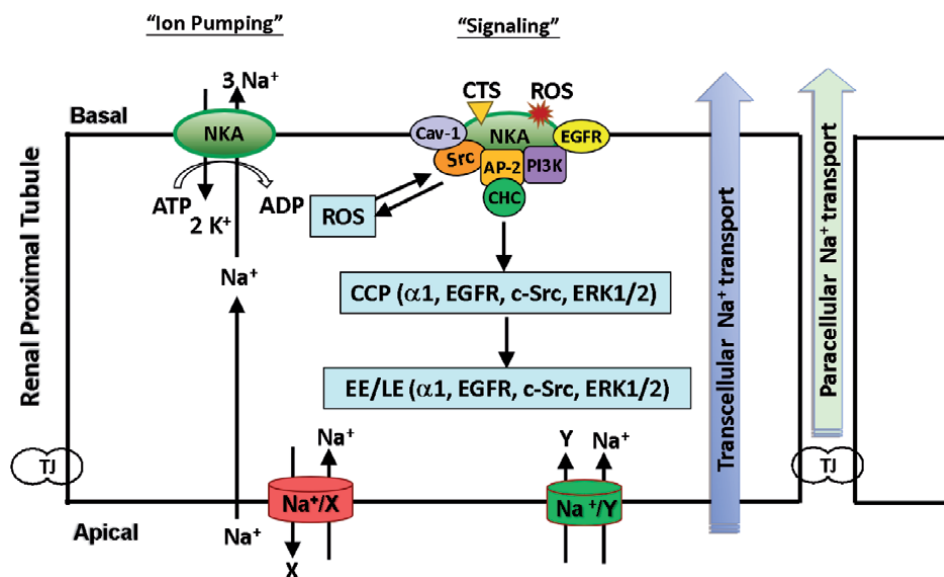 “Ion Pumping”
“Signaling”
3 Na⁺
CTS
ROS
Basal
NKA
Cav-1
NKA
EGFR
Src
AP-2
PI3K
CHC
ATP
ADP
2 K⁺
ROS
Na⁺
CCP (α1, EGFR, c-Src, ERK1/2)
EE/LE (α1, EGFR, c-Src, ERK1/2)
Renal Proximal Tubule
Transcellular Na⁺ transport
Paracellular Na⁺ transport
TJ
TJ
Na⁺
Y
Na⁺
Na⁺/X
Na⁺/Y
Apical
Na⁺
X